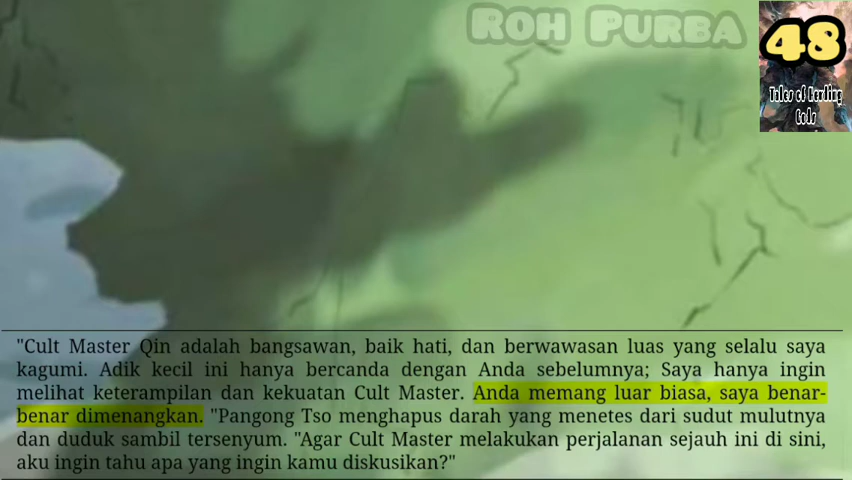 ROH PURBA
48
Tales of Herding
Gods
"Cult Master Qin adalah bangsawan, baik hati, dan berwawasan luas yang selalu saya
kagumi. Adik kecil ini hanya bercanda dengan Anda sebelumnya; Saya hanya ingin
melihat keterampilan dan kekuatan Cult Master. Anda memang luar biasa, saya benar-
benar dimenangkan. "Pangong Tso menghapus darah yang menetes dari sudut mulutnya
dan duduk sambil tersenyum. "Agar Cult Master melakukan perjalanan sejauh ini di sini,
aku ingin tahu apa yang ingin kamu diskusikan?"